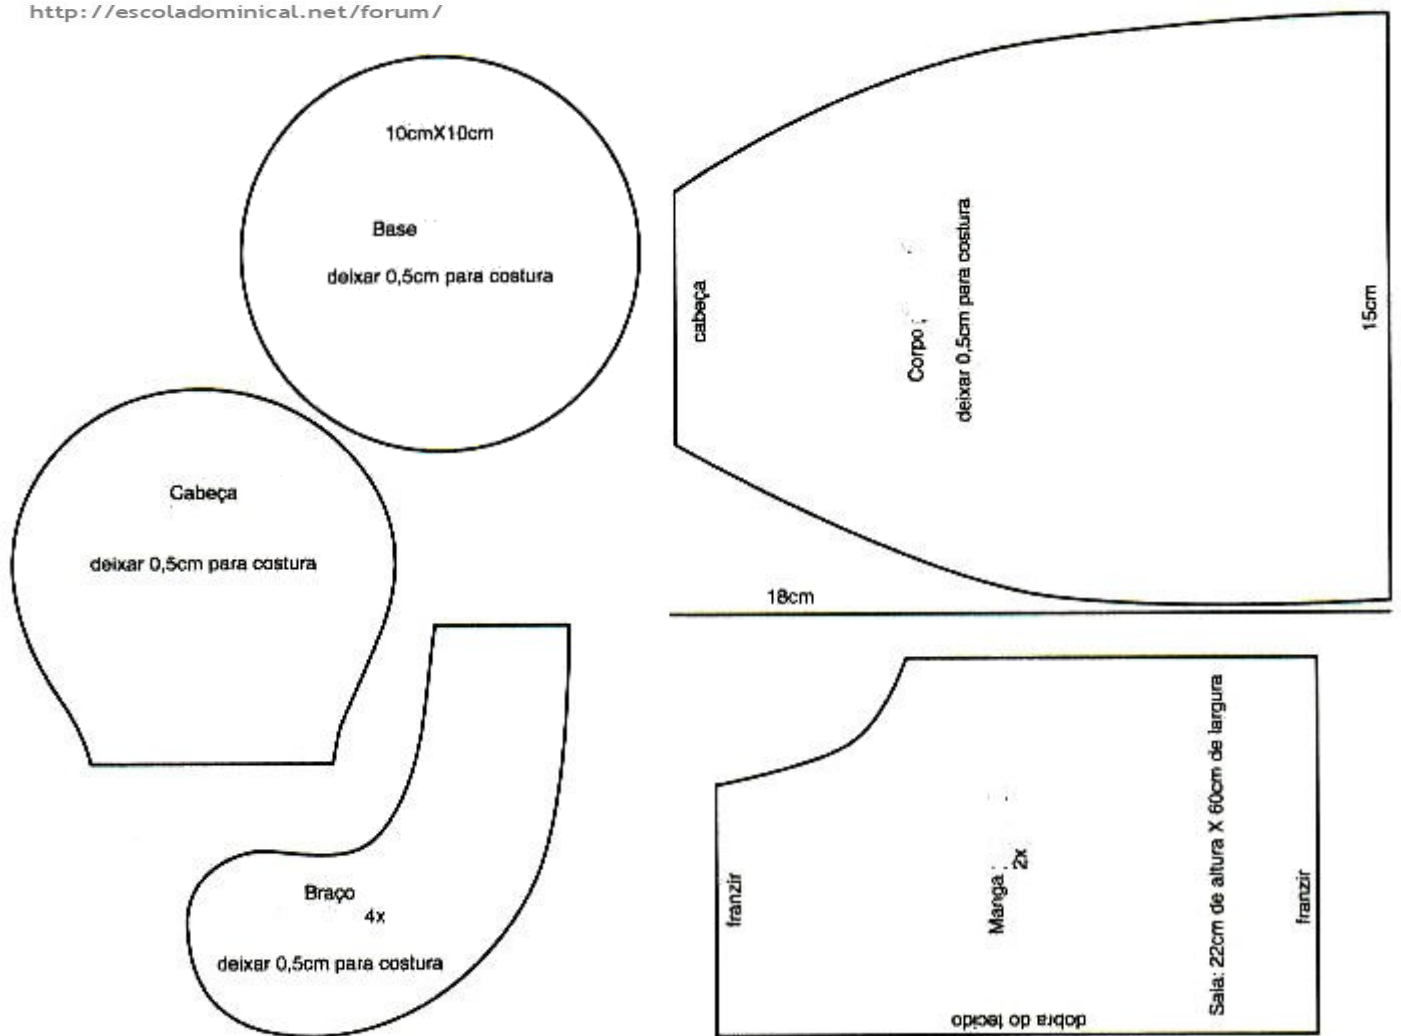 http://escoladominical.net/forum/
10cmX10cm
Base
deixar 0,5cm para costura
Cabeça
deixar 0,5cm para costura
Braço
4x
deixar 0,5cm para costura
cabeça
Corpo
deixar 0,5cm para costura
15cm
18cm
franzir
Manga
2x
Saia: 22cm de altura X 60cm de largura
franzir
dobra do tecido